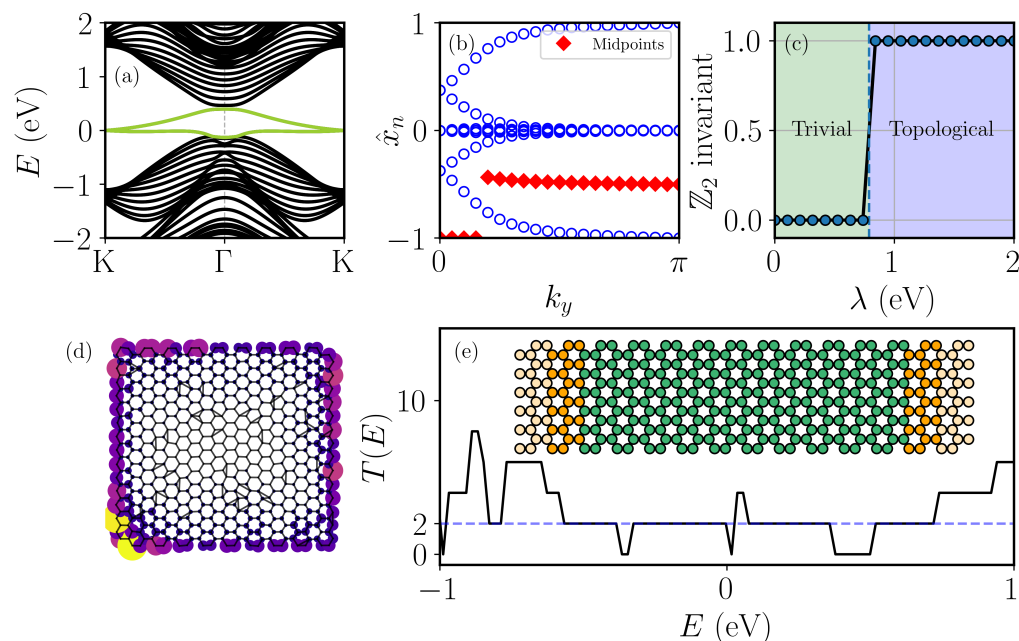 (a)
E (eV)
2
1
0
−1
−2
K
Γ
K
(b)
Midpoints
x̂ₙ
1
0
−1
0
π
k_y
(c)
ℤ₂ invariant
1.0
0.5
0.0
Trivial
Topological
0
1
2
λ (eV)
(d)
(e)
T(E)
10
2
0
−1
0
1
E (eV)